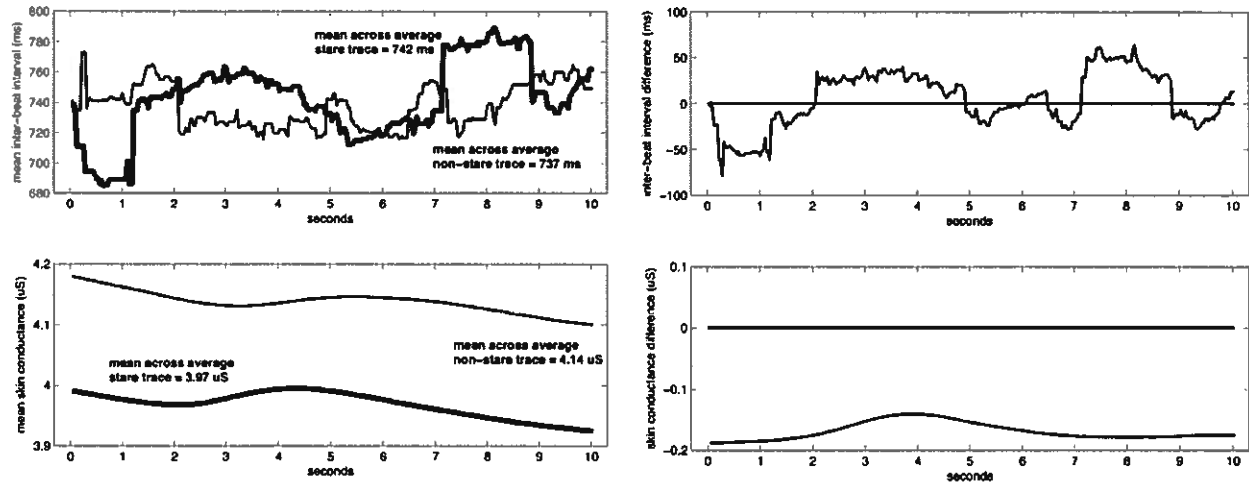 mean inter-beat interval (ms)
800
780
760
740
720
700
680
mean across average
stare trace = 742 ms
mean across average
non-stare trace = 737 ms
0 1 2 3 4 5 6 7 8 9 10
seconds
inter-beat interval difference (ms)
100
50
0
-50
-100
0 1 2 3 4 5 6 7 8 9 10
seconds
mean skin conductance (uS)
4.2
4.1
4
3.9
mean across average
stare trace = 3.97 uS
mean across average
non-stare trace = 4.14 uS
0 1 2 3 4 5 6 7 8 9 10
seconds
skin conductance difference (uS)
0.1
0
-0.1
-0.2
0 1 2 3 4 5 6 7 8 9 10
seconds